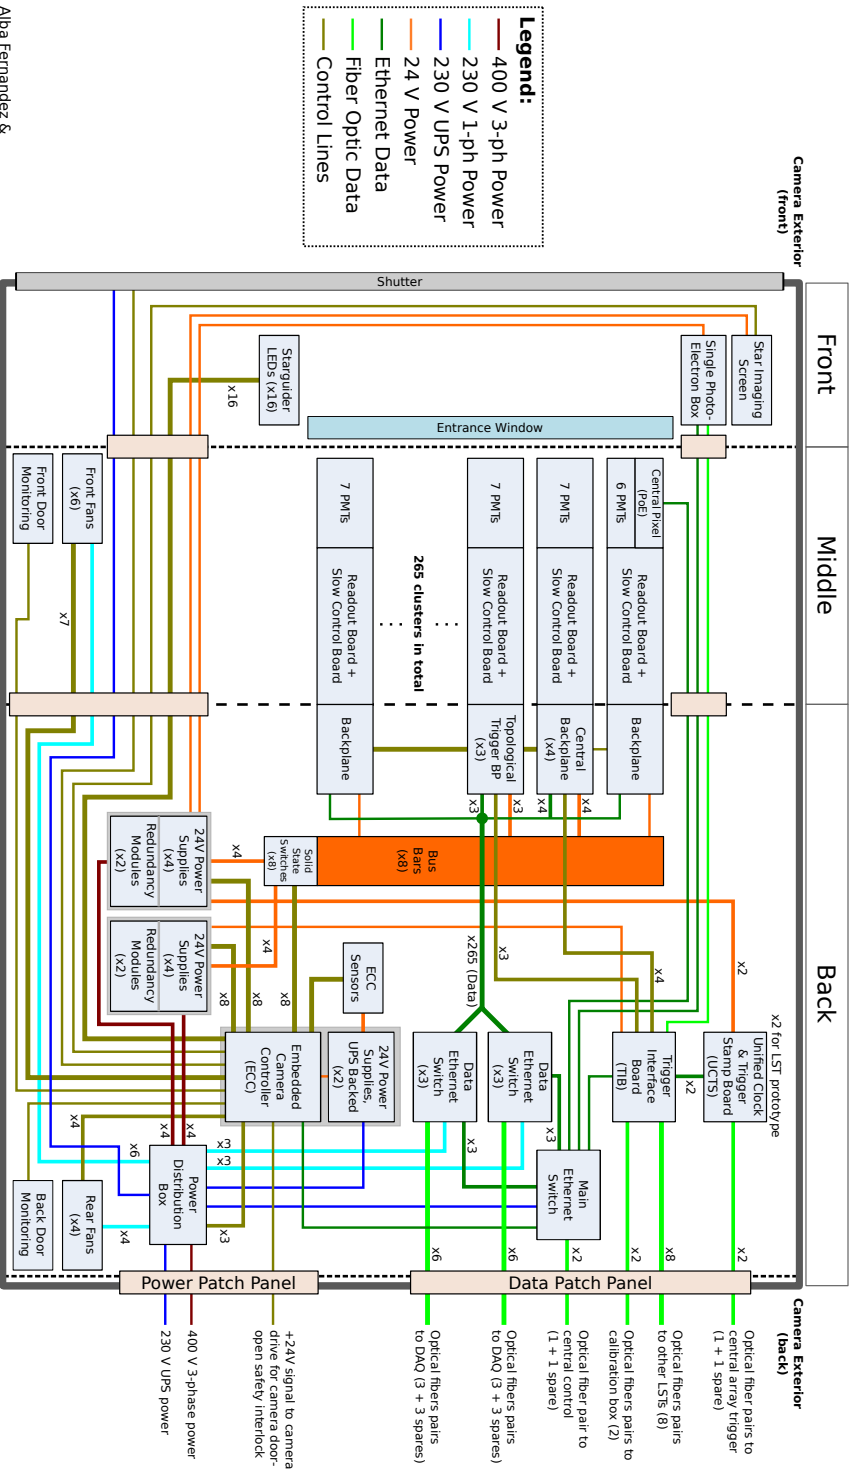 Alba Fernandez &
Legend:
400 V 3-ph Power
230 V 1-ph Power
230 V UPS Power
24 V Power
Ethernet Data
Fiber Optic Data
Control Lines
Camera Exterior
(front)
Front
Middle
Back
Shutter
Star Imaging
Screen
Single Photo-
Electron Box
Starguider
LEDs (x16)
x16
Entrance Window
Front Fans
(x6)
Front Door
Monitoring
x7
Central Pixel
(PoE)
6 PMTs
7 PMTs
7 PMTs
7 PMTs
Readout Board +
Slow Control Board
Readout Board +
Slow Control Board
Readout Board +
Slow Control Board
Readout Board +
Slow Control Board
265 clusters in total
Backplane
Central
Backplane
(x4)
Topological
Trigger BP
(x3)
Backplane
x4
x4
x3
x3
Bus
Bars
(x8)
Solid
State
Switches
(x8)
x4
x4
24V Power
Supplies
(x4)
Redundancy
Modules
(x2)
24V Power
Supplies
(x4)
Redundancy
Modules
(x2)
x8
x8
x8
x265 (Data)
x3
x4
x2
x2 for LST prototype
Unified Clock
& Trigger
Stamp Board
(UCTS)
x2
Trigger
Interface
Board
(TIB)
Data
Ethernet
Switch
(x3)
Data
Ethernet
Switch
(x3)
ECC
Sensors
24V Power
Supplies,
UPS Backed
(x2)
Embedded
Camera
Controller
(ECC)
Main
Ethernet
Switch
x3
x3
x3
x3
x4
x4
x4
x6
x3
x4
Power
Distribution
Box
Rear Fans
(x4)
Back Door
Monitoring
x2
x8
x2
x2
x6
x6
Power Patch Panel
Data Patch Panel
Camera Exterior
(back)
Optical fiber pairs to
central array trigger
(1 + 1 spare)
Optical fibers pairs
to other LSTs (8)
Optical fibers pairs to
calibration box (2)
Optical fiber pair to
central control
(1 + 1 spare)
Optical fibers pairs
to DAQ (3 + 3 spares)
Optical fibers pairs
to DAQ (3 + 3 spares)
+24V signal to camera
drive for camera door-
open safety interlock
400 V 3-phase power
230 V UPS power